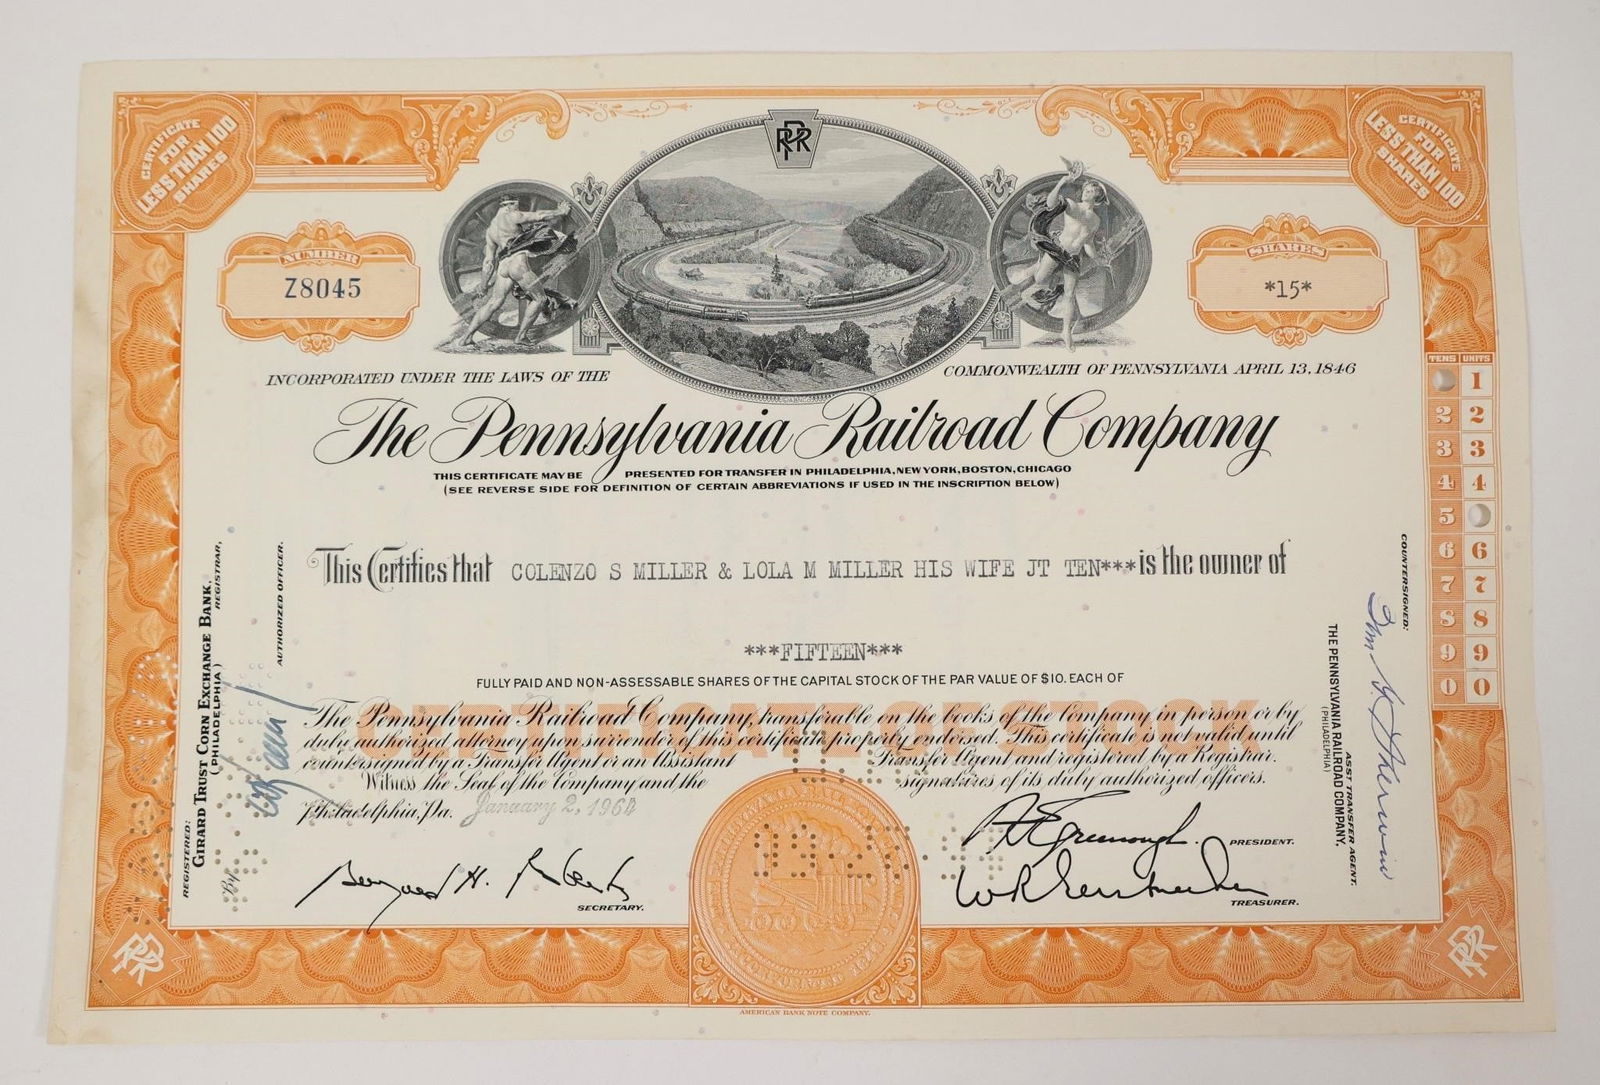 CERTIFICATE
FOR
LESS THAN 100
SHARES
PRR
CERTIFICATE
FOR
LESS THAN 100
SHARES
NUMBER
Z8045
SHARES
*15*
INCORPORATED UNDER THE LAWS OF THE
COMMONWEALTH OF PENNSYLVANIA APRIL 13, 1846
The Pennsylvania Railroad Company
THIS CERTIFICATE MAY BE PRESENTED FOR TRANSFER IN PHILADELPHIA, NEW YORK, BOSTON, CHICAGO
(SEE REVERSE SIDE FOR DEFINITION OF CERTAIN ABBREVIATIONS IF USED IN THE INSCRIPTION BELOW)
This Certifies that COLENZO S MILLER & LOLA M MILLER HIS WIFE JT TEN*** is the owner of
***FIFTEEN***
FULLY PAID AND NON-ASSESSABLE SHARES OF THE CAPITAL STOCK OF THE PAR VALUE OF $10. EACH OF
CERTIFICATE OF STOCK
The Pennsylvania Railroad Company, transferable on the books of the Company in person or by
duly authorized attorney upon surrender of this certificate properly endorsed. This certificate is not valid until
countersigned by a Transfer Agent or an Assistant Transfer Agent and registered by a Registrar.
Witness the Seal of the Company and the signatures of its duly authorized officers.
Philadelphia, Pa. January 2, 1964
SECRETARY.
PRESIDENT.
TREASURER.
REGISTERED:
GIRARD TRUST CORN EXCHANGE BANK,
(PHILADELPHIA)
REGISTRAR,
AUTHORIZED OFFICER.
COUNTERSIGNED:
THE PENNSYLVANIA RAILROAD COMPANY,
(PHILADELPHIA)
ASST TRANSFER AGENT.
TENS UNITS
1
2 2
3 3
4 4
5
6 6
7 7
8 8
9 9
0 0
PRR
PRR
AMERICAN BANK NOTE COMPANY.